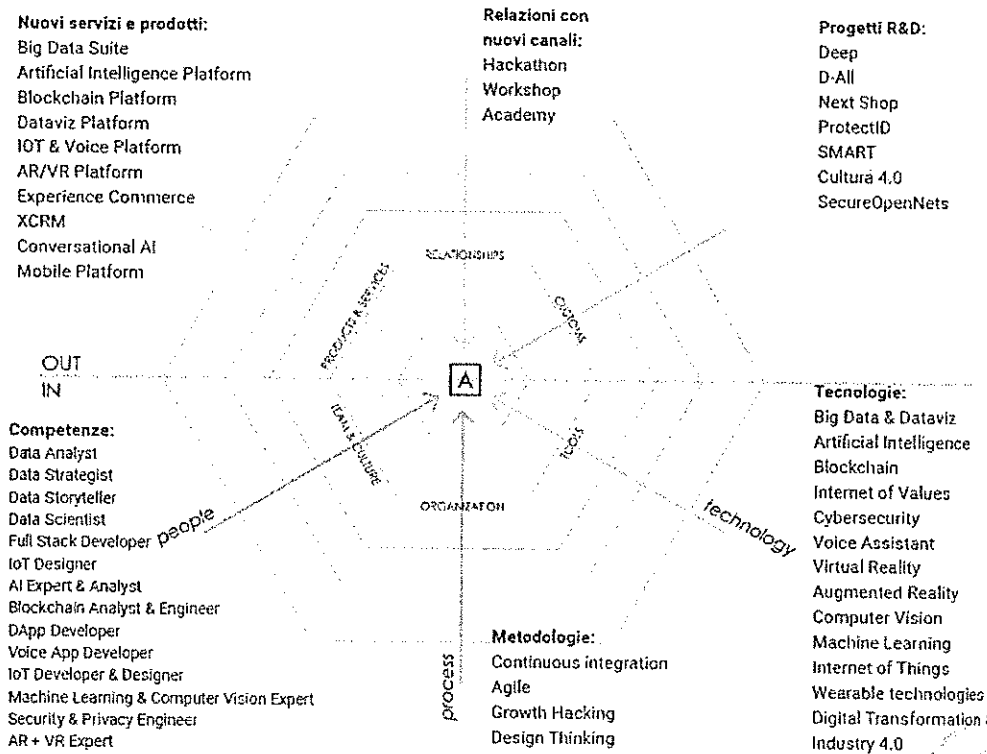 Nuovi servizi e prodotti:
Big Data Suite
Artificial Intelligence Platform
Blockchain Platform
Dataviz Platform
IOT & Voice Platform
AR/VR Platform
Experience Commerce
XCRM
Conversational AI
Mobile Platform
Relazioni con
nuovi canali:
Hackathon
Workshop
Academy
Progetti R&D:
Deep
D-All
Next Shop
ProtectID
SMART
Cultura 4.0
SecureOpenNets
RELATIONSHIPS
PRODUCTS & SERVICES
CUSTOMS
OUT
IN
A
TEAM & CULTURE
TOOLS
ORGANIZATION
people
process
technology
Competenze:
Data Analyst
Data Strategist
Data Storyteller
Data Scientist
Full Stack Developer
IoT Designer
AI Expert & Analyst
Blockchain Analyst & Engineer
DApp Developer
Voice App Developer
IoT Developer & Designer
Machine Learning & Computer Vision Expert
Security & Privacy Engineer
AR + VR Expert
Metodologie:
Continuous integration
Agile
Growth Hacking
Design Thinking
Tecnologie:
Big Data & Dataviz
Artificial Intelligence
Blockchain
Internet of Values
Cybersecurity
Voice Assistant
Virtual Reality
Augmented Reality
Computer Vision
Machine Learning
Internet of Things
Wearable technologies
Digital Transformation &
Industry 4.0